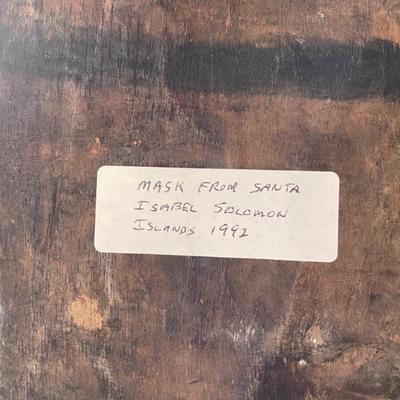 MASK FROM SANTA
ISABEL SOLOMON
ISLANDS 1992